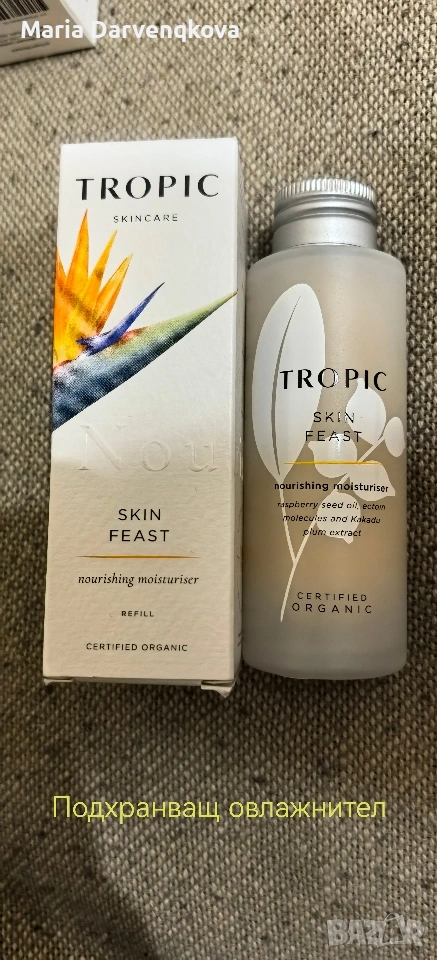 Maria Darvenqkova
TROPIC
SKINCARE
Nou
SKIN
FEAST
nourishing moisturiser
REFILL
CERTIFIED ORGANIC
TROPIC
SKIN
FEAST
nourishing moisturiser
raspberry seed oil, ectoin
molecules and Kakadu
plum extract
CERTIFIED
ORGANIC
Подхранващ овлажнител
BAZAR